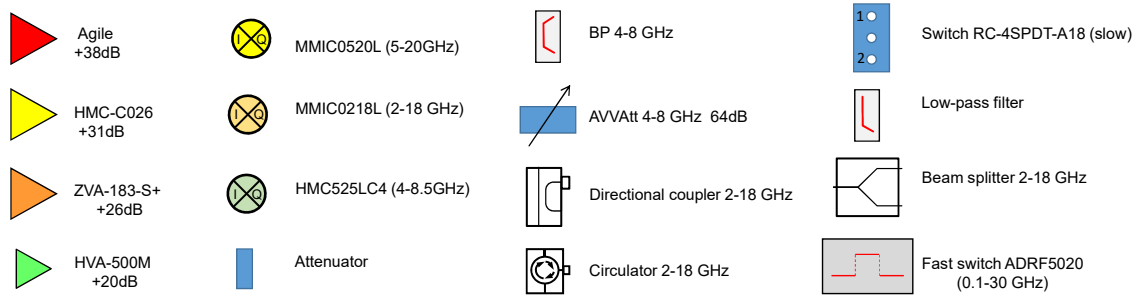 Agile
+38dB
I Q
MMIC0520L (5-20GHz)
BP 4-8 GHz
1
2
Switch RC-4SPDT-A18 (slow)
HMC-C026
+31dB
I Q
MMIC0218L (2-18 GHz)
AVVAtt 4-8 GHz 64dB
Low-pass filter
ZVA-183-S+
+26dB
I Q
HMC525LC4 (4-8.5GHz)
Directional coupler 2-18 GHz
Beam splitter 2-18 GHz
HVA-500M
+20dB
Attenuator
Circulator 2-18 GHz
Fast switch ADRF5020
(0.1-30 GHz)